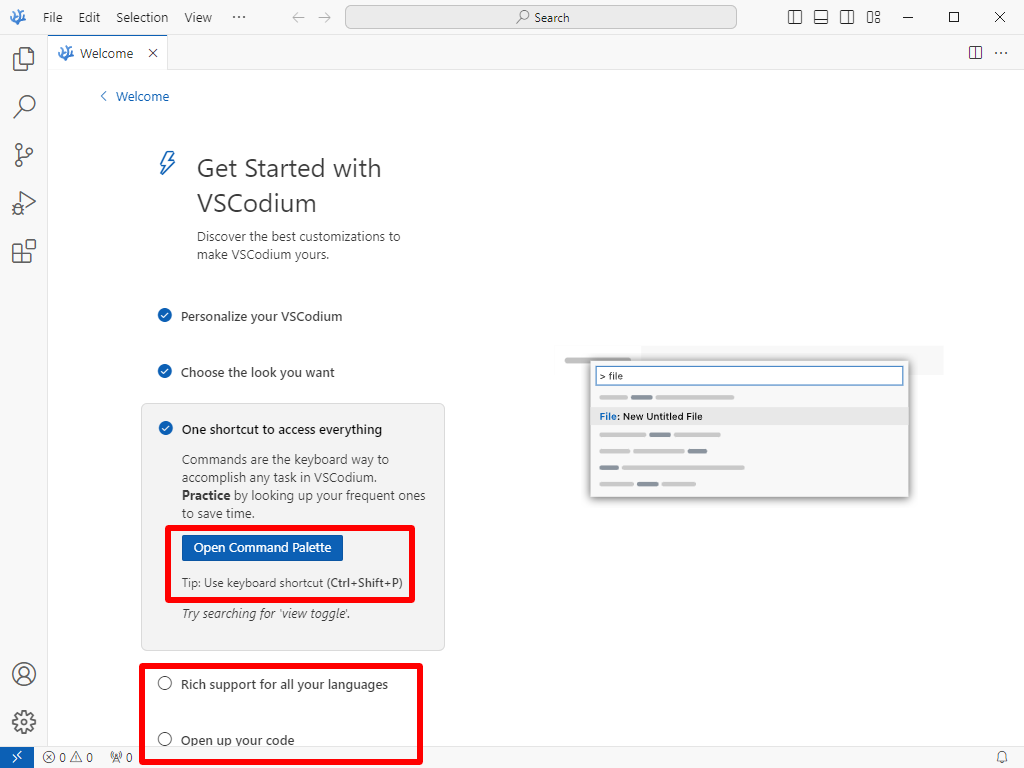 File Edit Selection View ···
Search
Welcome
Welcome
Get Started with
VSCodium
Discover the best customizations to
make VSCodium yours.
Personalize your VSCodium
Choose the look you want
One shortcut to access everything
Commands are the keyboard way to
accomplish any task in VSCodium.
Practice by looking up your frequent ones
to save time.
Open Command Palette
Tip: Use keyboard shortcut (Ctrl+Shift+P)
Try searching for 'view toggle'.
Rich support for all your languages
Open up your code
> file
File: New Untitled File
0 0 0